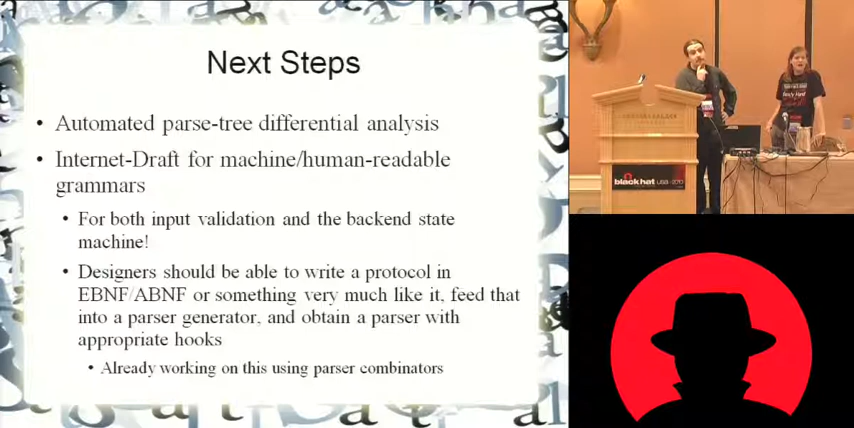 Next Steps
• Automated parse-tree differential analysis
• Internet-Draft for machine/human-readable
grammars
• For both input validation and the backend state
machine!
• Designers should be able to write a protocol in
EBNF/ABNF or something very much like it, feed that
into a parser generator, and obtain a parser with
appropriate hooks
• Already working on this using parser combinators
black hat USA